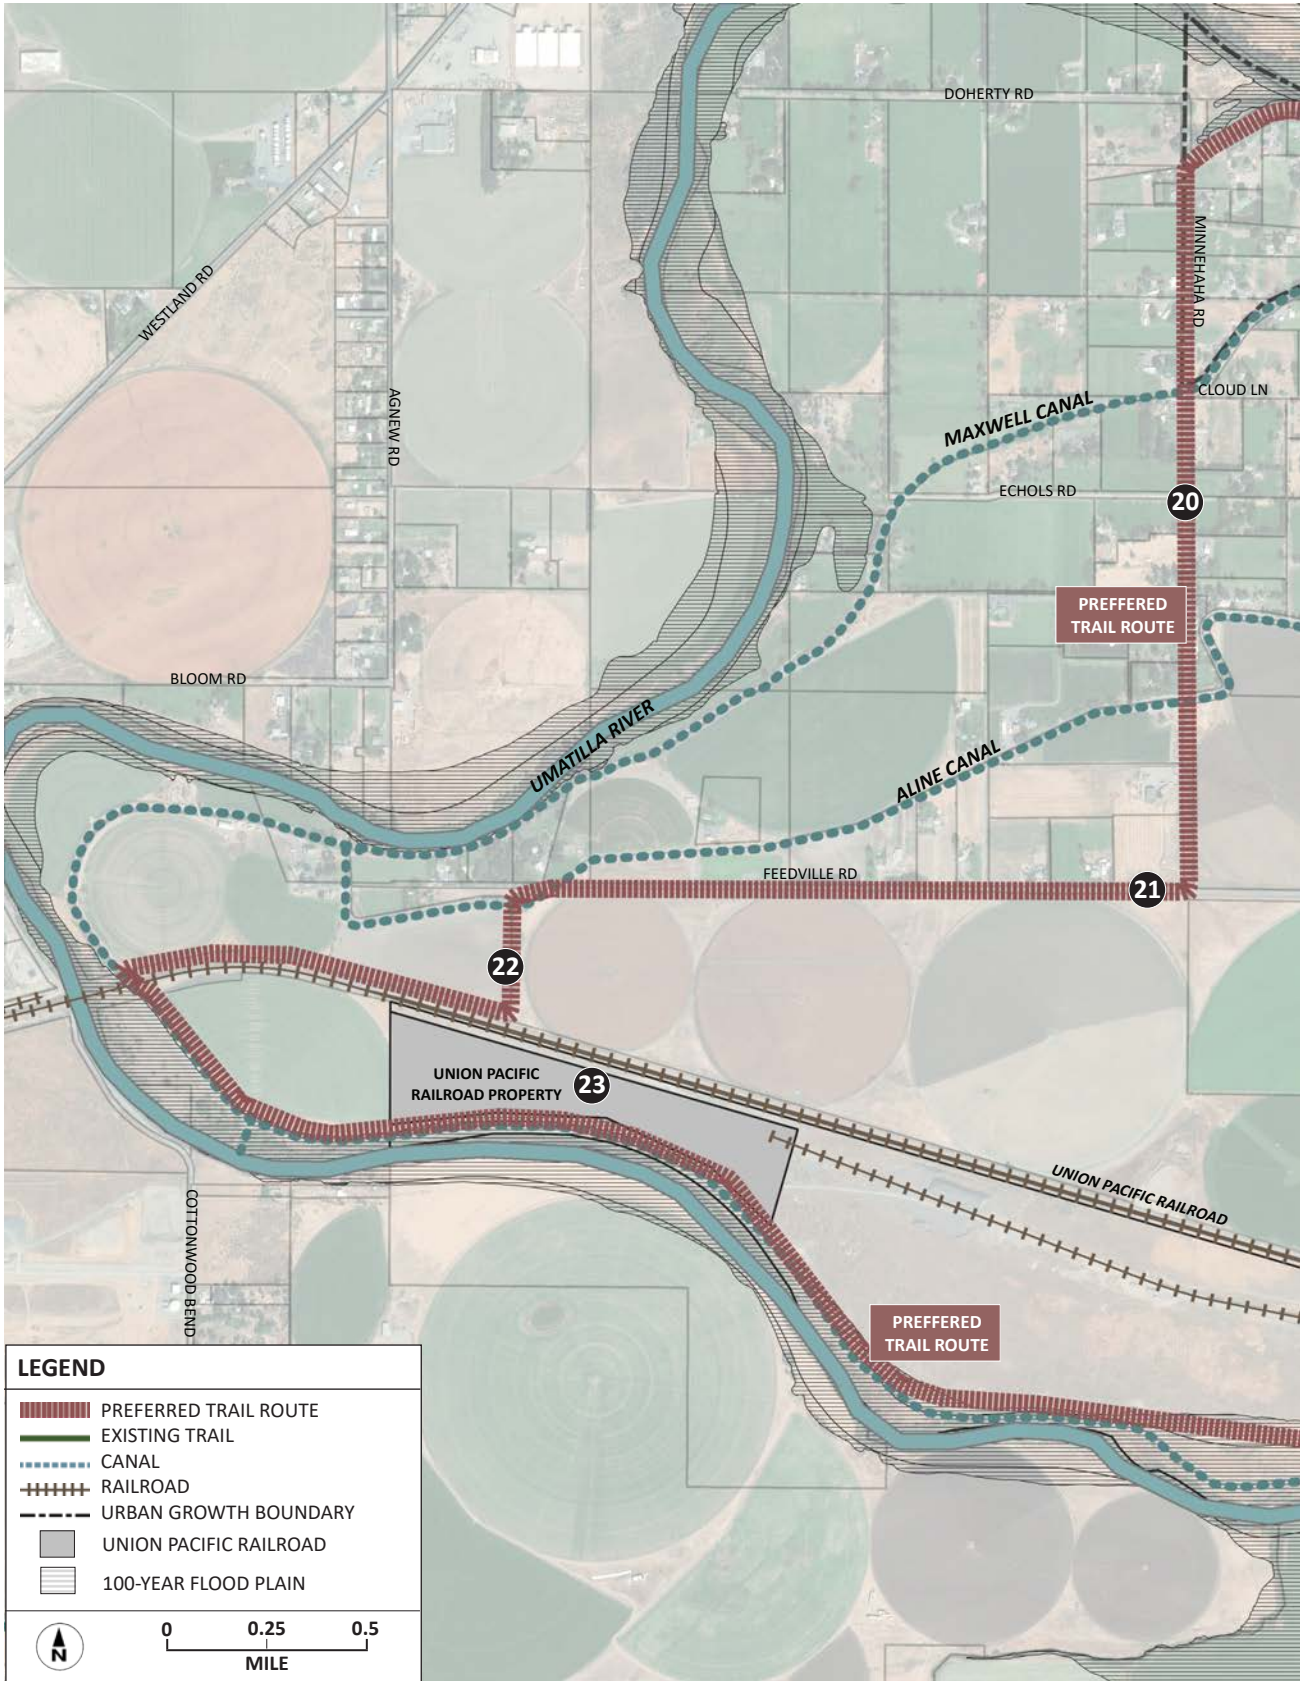 DOHERTY RD
MINNEHAHA RD
WESTLAND RD
AGNEW RD
CLOUD LN
MAXWELL CANAL
ECHOLS RD
20
PREFFERED
TRAIL ROUTE
BLOOM RD
UMATILLA RIVER
ALINE CANAL
FEEDVILLE RD
21
22
UNION PACIFIC
RAILROAD PROPERTY
23
UNION PACIFIC RAILROAD
COTTONWOOD BEND
PREFFERED
TRAIL ROUTE
LEGEND
PREFERRED TRAIL ROUTE
EXISTING TRAIL
CANAL
RAILROAD
URBAN GROWTH BOUNDARY
UNION PACIFIC RAILROAD
100-YEAR FLOOD PLAIN
N
0 0.25 0.5
MILE